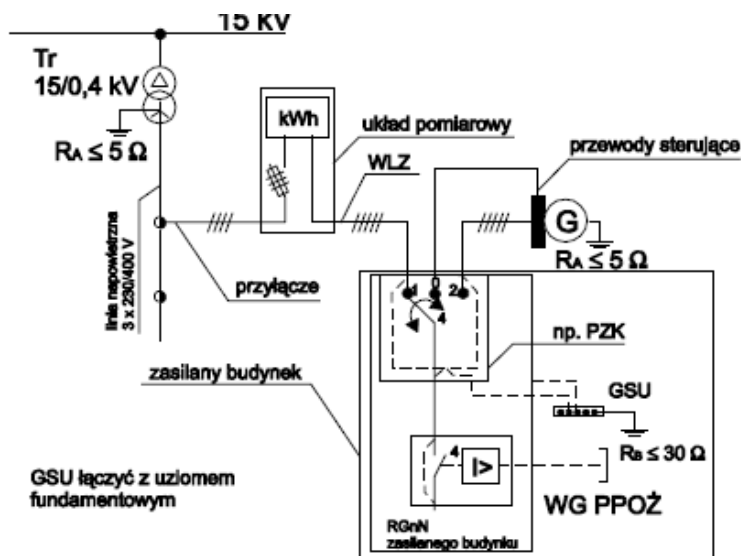 15 kV
Tr
15/0,4 kV
RA ≤ 5 Ω
kWh
układ pomiarowy
WLZ
przewody sterujące
G
RA ≤ 5 Ω
linia napowietrzna
3 x 230/400 V
przyłącze
1
0
2
4
np. PZK
zasilany budynek
GSU
RB ≤ 30 Ω
4
I>
WG PPOŻ
GSU łączyć z uziomem
fundamentowym
RGnN
zasilanego budynku